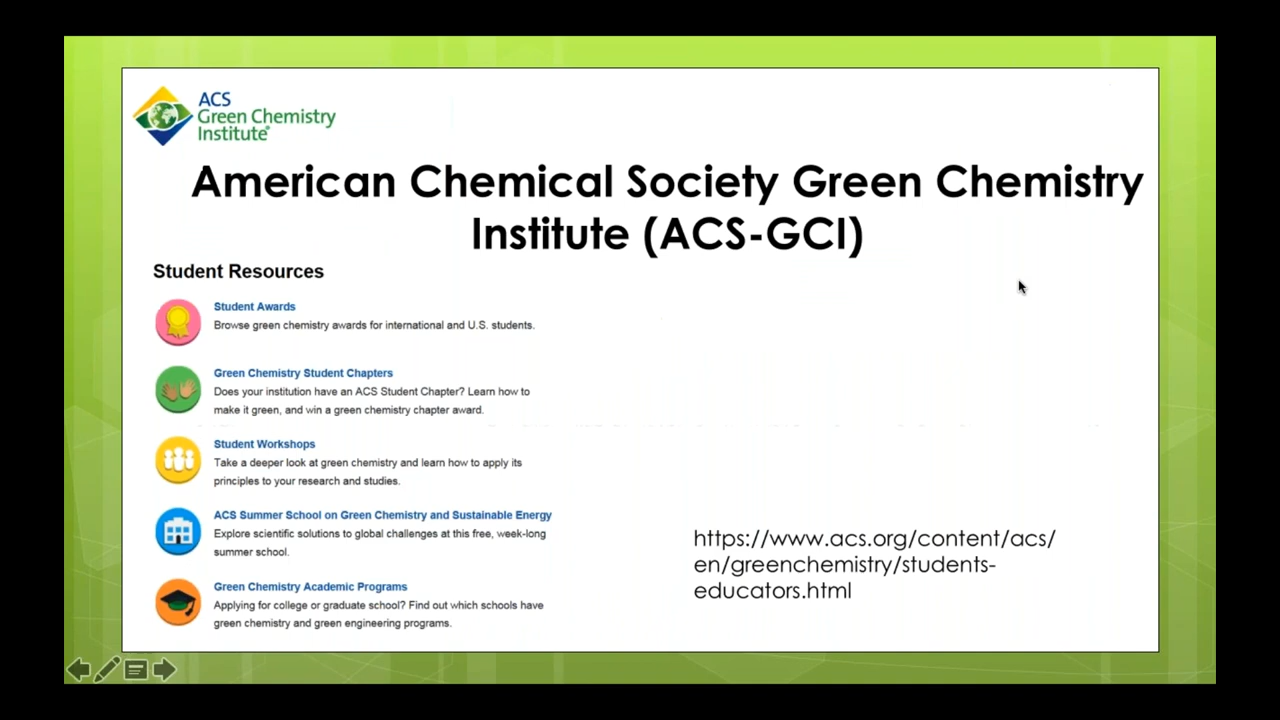 ACS
Green Chemistry
Institute®
American Chemical Society Green Chemistry
Institute (ACS-GCI)
Student Resources
Student Awards
Browse green chemistry awards for international and U.S. students.
Green Chemistry Student Chapters
Does your institution have an ACS Student Chapter? Learn how to
make it green, and win a green chemistry chapter award.
Student Workshops
Take a deeper look at green chemistry and learn how to apply its
principles to your research and studies.
ACS Summer School on Green Chemistry and Sustainable Energy
Explore scientific solutions to global challenges at this free, week-long
summer school.
Green Chemistry Academic Programs
Applying for college or graduate school? Find out which schools have
green chemistry and green engineering programs.
https://www.acs.org/content/acs/
en/greenchemistry/students-
educators.html